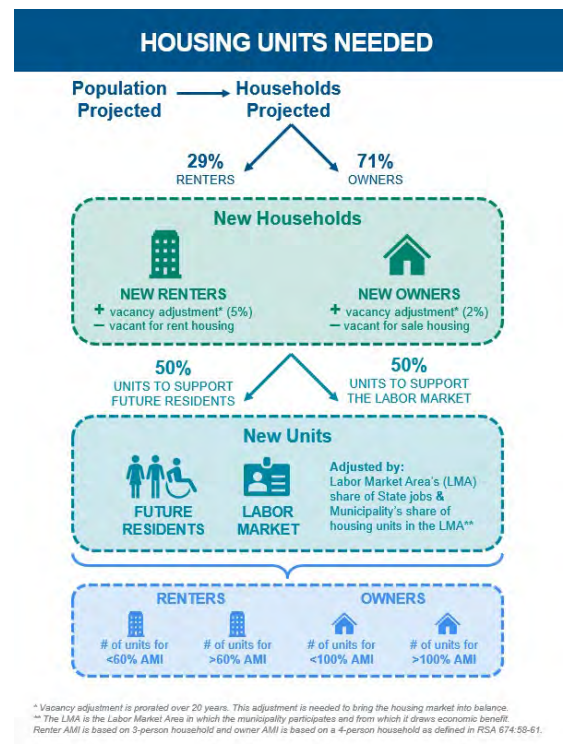 HOUSING UNITS NEEDED
Population
Projected
Households
Projected
29%
RENTERS
71%
OWNERS
New Households
NEW RENTERS
+ vacancy adjustment* (5%)
– vacant for rent housing
NEW OWNERS
+ vacancy adjustment* (2%)
– vacant for sale housing
50%
UNITS TO SUPPORT
FUTURE RESIDENTS
50%
UNITS TO SUPPORT
THE LABOR MARKET
New Units
FUTURE
RESIDENTS
LABOR
MARKET
Adjusted by:
Labor Market Area's (LMA)
share of State jobs &
Municipality's share of
housing units in the LMA**
RENTERS
OWNERS
# of units for
<60% AMI
# of units for
>60% AMI
# of units for
<100% AMI
# of units for
>100% AMI
* Vacancy adjustment is prorated over 20 years. This adjustment is needed to bring the housing market into balance.
** The LMA is the Labor Market Area in which the municipality participates and from which it draws economic benefit.
Renter AMI is based on 3-person household and owner AMI is based on a 4-person household as defined in RSA 674:58-61.